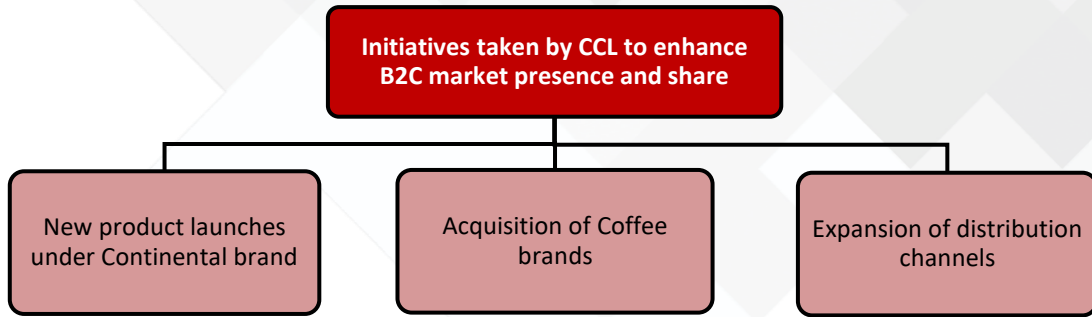 Initiatives taken by CCL to enhance
B2C market presence and share
New product launches
under Continental brand
Acquisition of Coffee
brands
Expansion of distribution
channels